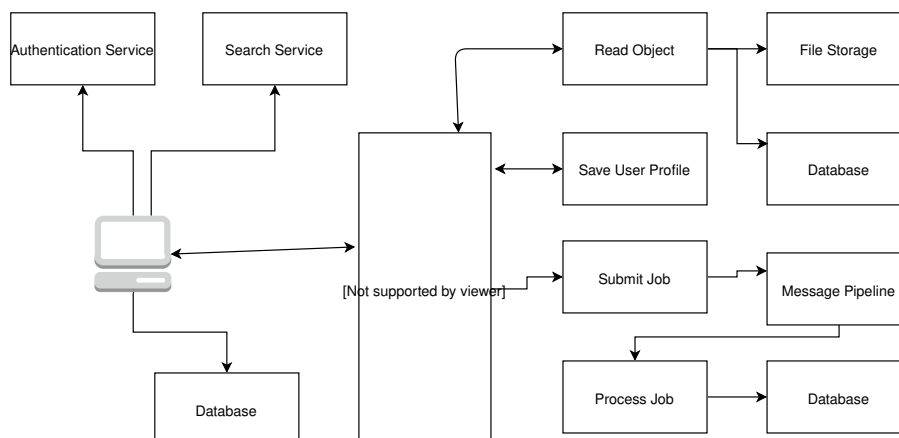 Authentication Service
Search Service
Read Object
File Storage
Save User Profile
Database
[Not supported by viewer]
Submit Job
Message Pipeline
Database
Process Job
Database